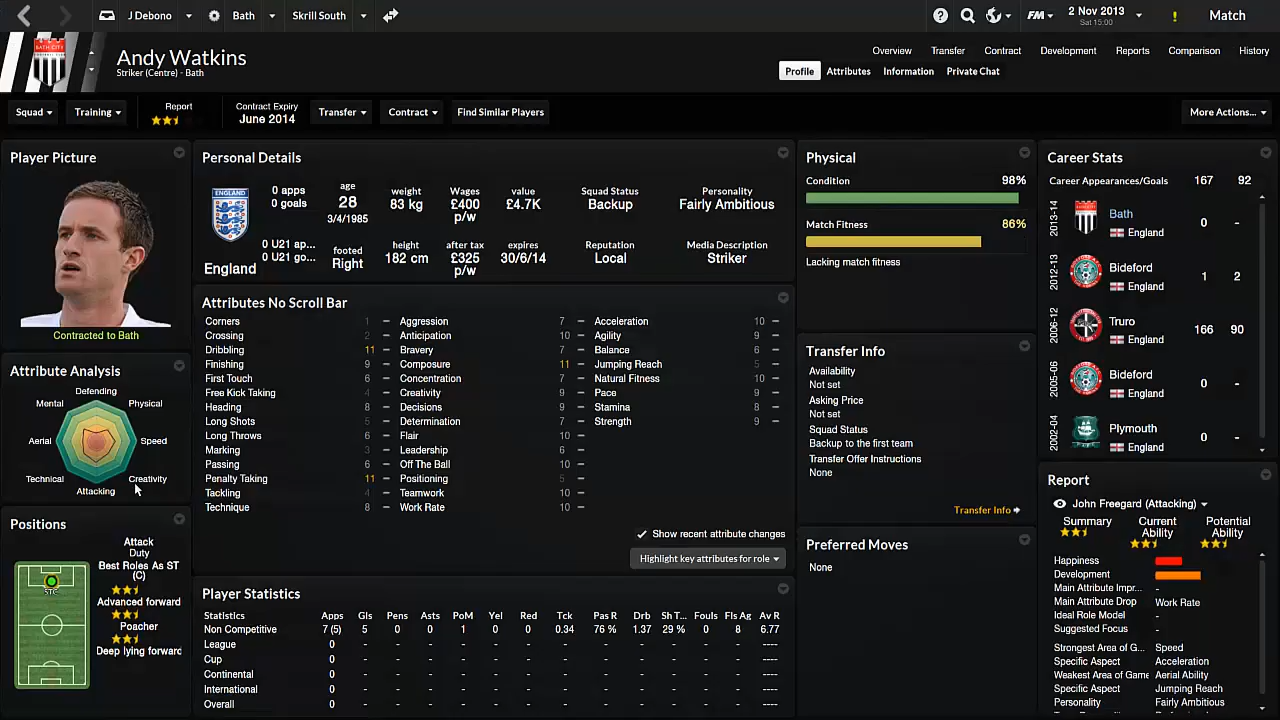 J Debono
Bath
Skrill South
FM
2 Nov 2013
Sat 15:00
!
Match
Andy Watkins
Striker (Centre) - Bath
Overview
Transfer
Contract
Development
Reports
Comparison
History
Profile
Attributes
Information
Private Chat
Squad
Training
Report
Contract Expiry
June 2014
Transfer
Contract
Find Similar Players
More Actions...
Player Picture
Contracted to Bath
Attribute Analysis
Defending
Mental
Physical
Aerial
Speed
Technical
Creativity
Attacking
Positions
STC
Attack
Duty
Best Roles As ST
(C)
Advanced forward
Poacher
Deep lying forward
Personal Details
ENGLAND
0 apps
0 goals
age
28
3/4/1985
weight
83 kg
Wages
£400
p/w
value
£4.7K
Squad Status
Backup
Personality
Fairly Ambitious
0 U21 ap...
0 U21 go...
England
footed
Right
height
182 cm
after tax
£325
p/w
expires
30/6/14
Reputation
Local
Media Description
Striker
Attributes No Scroll Bar
Corners 1 - Aggression 7 - Acceleration 10 -
Crossing 2 - Anticipation 10 - Agility 9 -
Dribbling 11 - Bravery 7 - Balance 6 -
Finishing 9 - Composure 11 - Jumping Reach 5 -
First Touch 6 - Concentration 7 - Natural Fitness 10 -
Free Kick Taking 4 - Creativity 9 - Pace 9 -
Heading 8 - Decisions 9 - Stamina 8 -
Long Shots 5 - Determination 7 - Strength 9 -
Long Throws 6 - Flair 10 -
Marking 3 - Leadership 6 -
Passing 6 - Off The Ball 10 -
Penalty Taking 11 - Positioning 5 -
Tackling 4 - Teamwork 10 -
Technique 8 - Work Rate 10 -
Show recent attribute changes
Highlight key attributes for role
Player Statistics
Statistics Apps Gls Pens Asts PoM Yel Red Tck Pas R Drb Sh T... Fouls Fls Ag Av R
Non Competitive 7 (5) 5 0 0 1 0 0 0.34 76 % 1.37 29 % 0 8 6.77
League 0 - - - - - - - - - - - - ----
Cup 0 - - - - - - - - - - - - ----
Continental 0 - - - - - - - - - - - - ----
International 0 - - - - - - - - - - - - ----
Overall 0 - - - - - - - - - - - - ----
Physical
Condition 98%
Match Fitness 86%
Lacking match fitness
Transfer Info
Availability
Not set
Asking Price
Not set
Squad Status
Backup to the first team
Transfer Offer Instructions
None
Transfer Info
Preferred Moves
None
Career Stats
Career Appearances/Goals 167 92
2013-14 Bath 0 -
England
2012-13 Bideford 1 2
England
2006-12 Truro 166 90
England
2005-06 Bideford 0 -
England
2002-04 Plymouth 0 -
England
Report
John Freegard (Attacking)
Summary
Current
Ability
Potential
Ability
Happiness
Development
Main Attribute Impr... -
Main Attribute Drop Work Rate
Ideal Role Model -
Suggested Focus -
Strongest Area of G... Speed
Specific Aspect Acceleration
Weakest Area of Game Aerial Ability
Specific Aspect Jumping Reach
Personality Fairly Ambitious